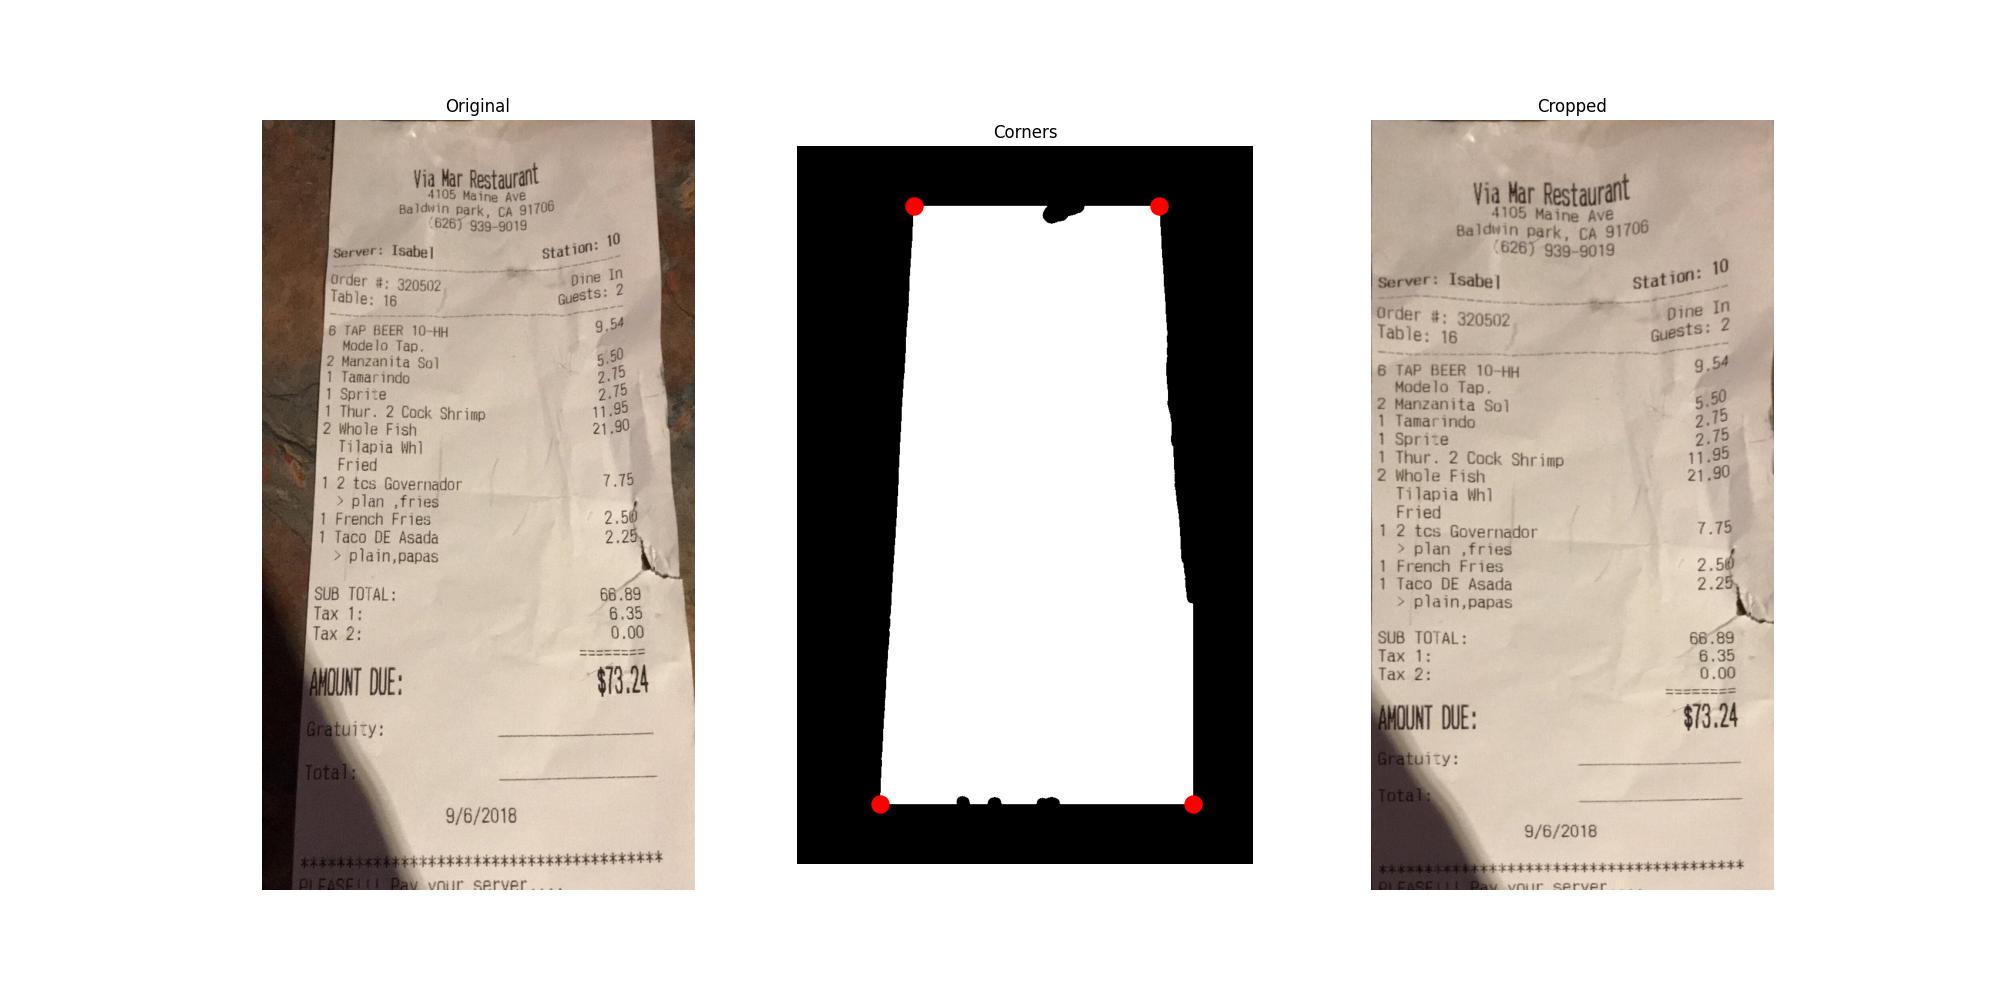 Original
Via Mar Restaurant
4105 Maine Ave
Baldwin park, CA 91706
(626) 939-9019
Server: Isabel Station: 10
Order #: 320502 Dine In
Table: 16 Guests: 2
6 TAP BEER 10-HH 9.54
Modelo Tap.
2 Manzanita Sol 5.50
1 Tamarindo 2.75
1 Sprite 2.75
1 Thur. 2 Cock Shrimp 11.95
2 Whole Fish 21.90
Tilapia Whl
Fried
1 2 tcs Governador 7.75
> plan ,fries
1 French Fries 2.50
1 Taco DE Asada 2.25
> plain,papas
SUB TOTAL: 66.89
Tax 1: 6.35
Tax 2: 0.00
========
AMOUNT DUE: $73.24
Gratuity:
Total:
9/6/2018
****************************************
PLEASE!!! Pay your server....
Corners
Cropped
Via Mar Restaurant
4105 Maine Ave
Baldwin park, CA 91706
(626) 939-9019
Server: Isabel Station: 10
Order #: 320502 Dine In
Table: 16 Guests: 2
6 TAP BEER 10-HH 9.54
Modelo Tap.
2 Manzanita Sol 5.50
1 Tamarindo 2.75
1 Sprite 2.75
1 Thur. 2 Cock Shrimp 11.95
2 Whole Fish 21.90
Tilapia Whl
Fried
1 2 tcs Governador 7.75
> plan ,fries
1 French Fries 2.50
1 Taco DE Asada 2.25
> plain,papas
SUB TOTAL: 66.89
Tax 1: 6.35
Tax 2: 0.00
========
AMOUNT DUE: $73.24
Gratuity:
Total:
9/6/2018
****************************************
PLEASE!!! Pay your server....